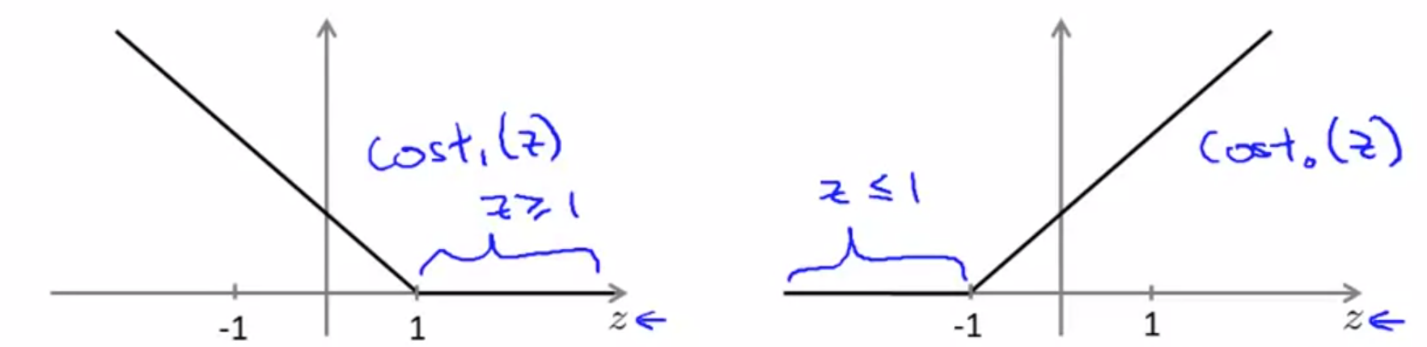 cost₁(z)
z ≥ 1
-1
1
z ←
cost₀(z)
z ≤ 1
-1
1
z ←